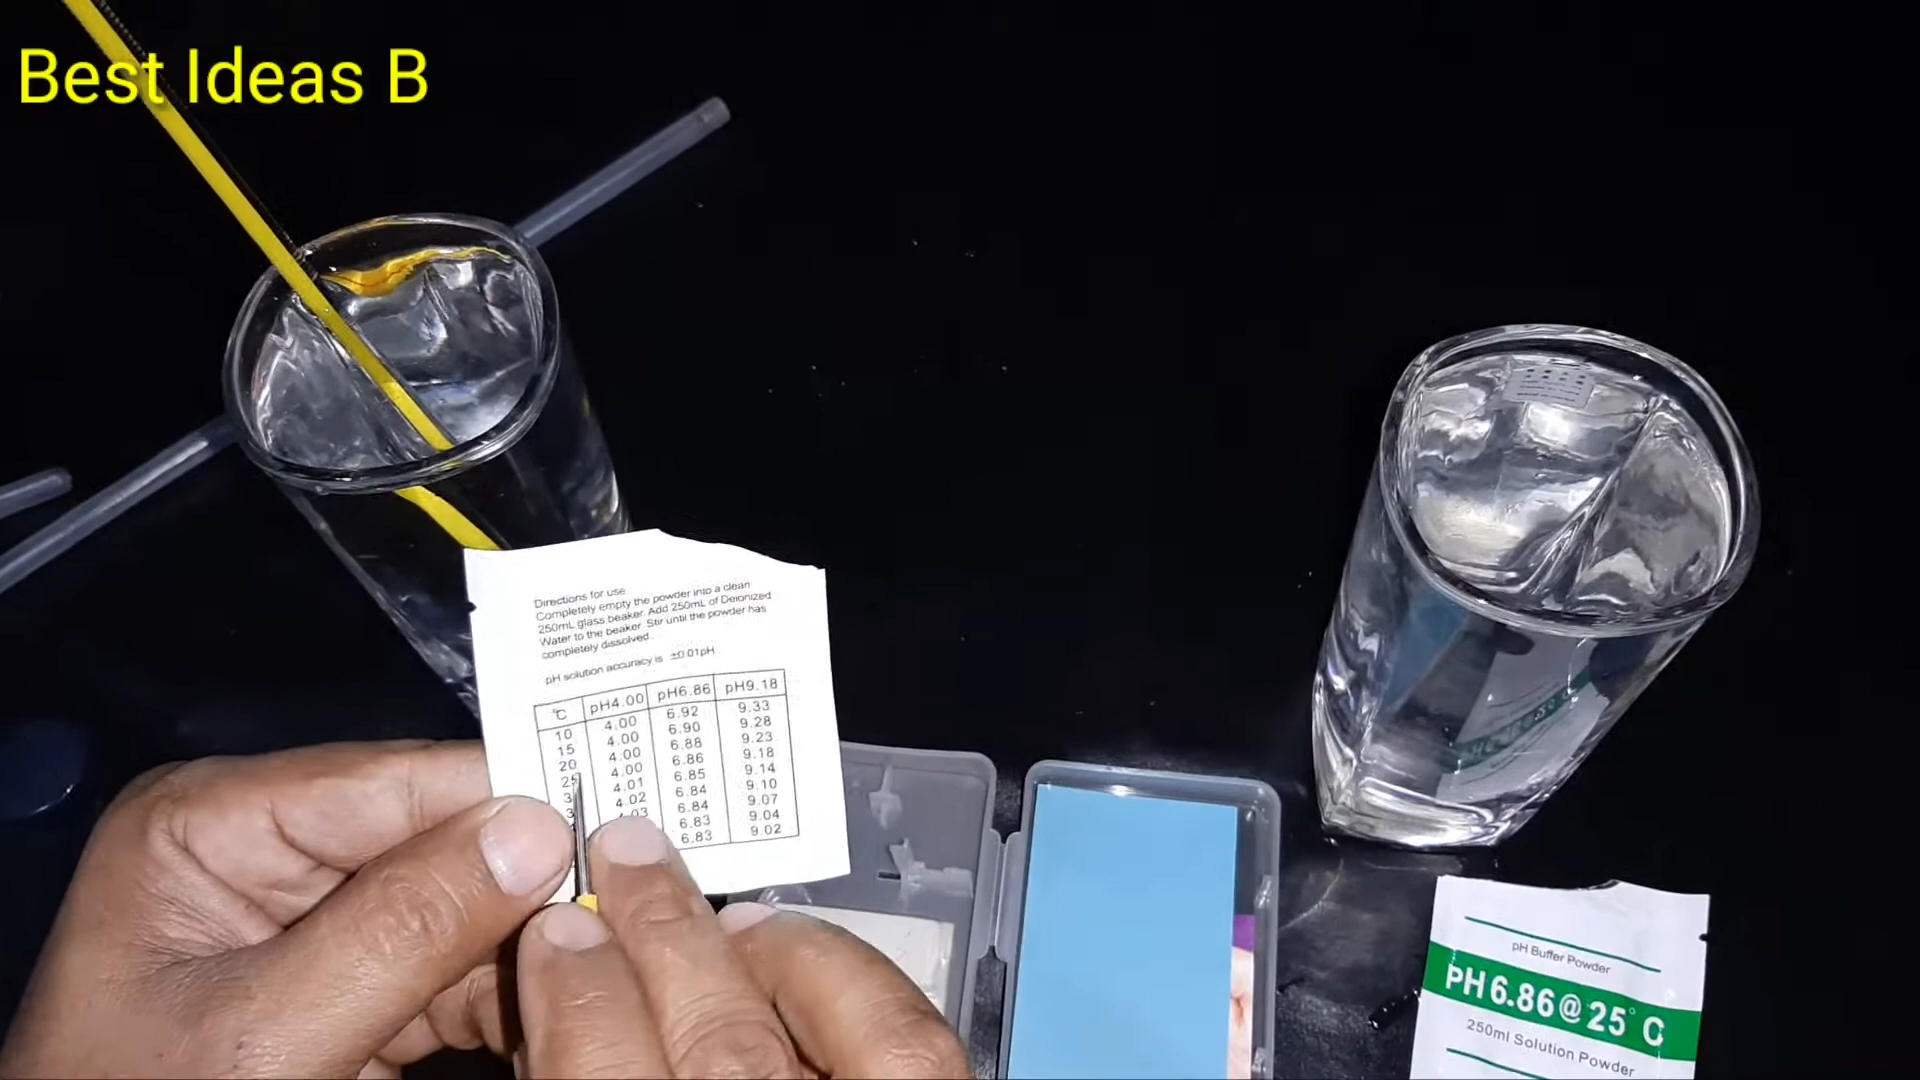 Best Ideas B
Directions for use
Completely empty the powder into a clean
250mL glass beaker. Add 250mL of Deionized
Water to the beaker. Stir until the powder has
completely dissolved.
pH solution accuracy is ±0.01pH
℃ pH4.00 pH6.86 pH9.18
10 4.00 6.92 9.33
15 4.00 6.90 9.28
20 4.00 6.88 9.23
25 4.00 6.86 9.18
3 4.01 6.85 9.14
3 4.02 6.84 9.10
4.03 6.84 9.07
6.83 9.04
6.83 9.02
pH Buffer Powder
PH 6.86@25°C
250ml Solution Powder